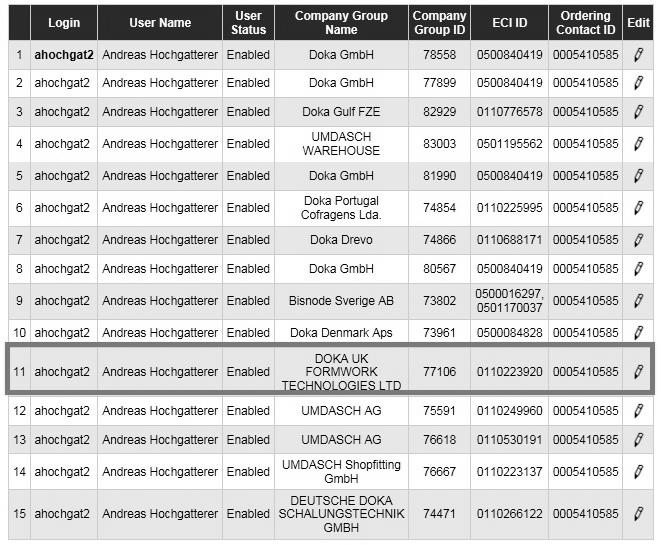 Login User Name User Status Company Group Name Company Group ID ECI ID Ordering Contact ID Edit
1 ahochgat2 Andreas Hochgatterer Enabled Doka GmbH 78558 0500840419 0005410585
2 ahochgat2 Andreas Hochgatterer Enabled Doka GmbH 77899 0500840419 0005410585
3 ahochgat2 Andreas Hochgatterer Enabled Doka Gulf FZE 82929 0110776578 0005410585
4 ahochgat2 Andreas Hochgatterer Enabled UMDASCH WAREHOUSE 83003 0501195562 0005410585
5 ahochgat2 Andreas Hochgatterer Enabled Doka GmbH 81990 0500840419 0005410585
6 ahochgat2 Andreas Hochgatterer Enabled Doka Portugal Cofragens Lda. 74854 0110225995 0005410585
7 ahochgat2 Andreas Hochgatterer Enabled Doka Drevo 74866 0110688171 0005410585
8 ahochgat2 Andreas Hochgatterer Enabled Doka GmbH 80567 0500840419 0005410585
9 ahochgat2 Andreas Hochgatterer Enabled Bisnode Sverige AB 73802 0500016297, 0501170037 0005410585
10 ahochgat2 Andreas Hochgatterer Enabled Doka Denmark Aps 73961 0500084828 0005410585
11 ahochgat2 Andreas Hochgatterer Enabled DOKA UK FORMWORK TECHNOLOGIES LTD 77106 0110223920 0005410585
12 ahochgat2 Andreas Hochgatterer Enabled UMDASCH AG 75591 0110249960 0005410585
13 ahochgat2 Andreas Hochgatterer Enabled UMDASCH AG 76618 0110530191 0005410585
14 ahochgat2 Andreas Hochgatterer Enabled UMDASCH Shopfitting GmbH 76667 0110223137 0005410585
15 ahochgat2 Andreas Hochgatterer Enabled DEUTSCHE DOKA SCHALUNGSTECHNIK GMBH 74471 0110266122 0005410585